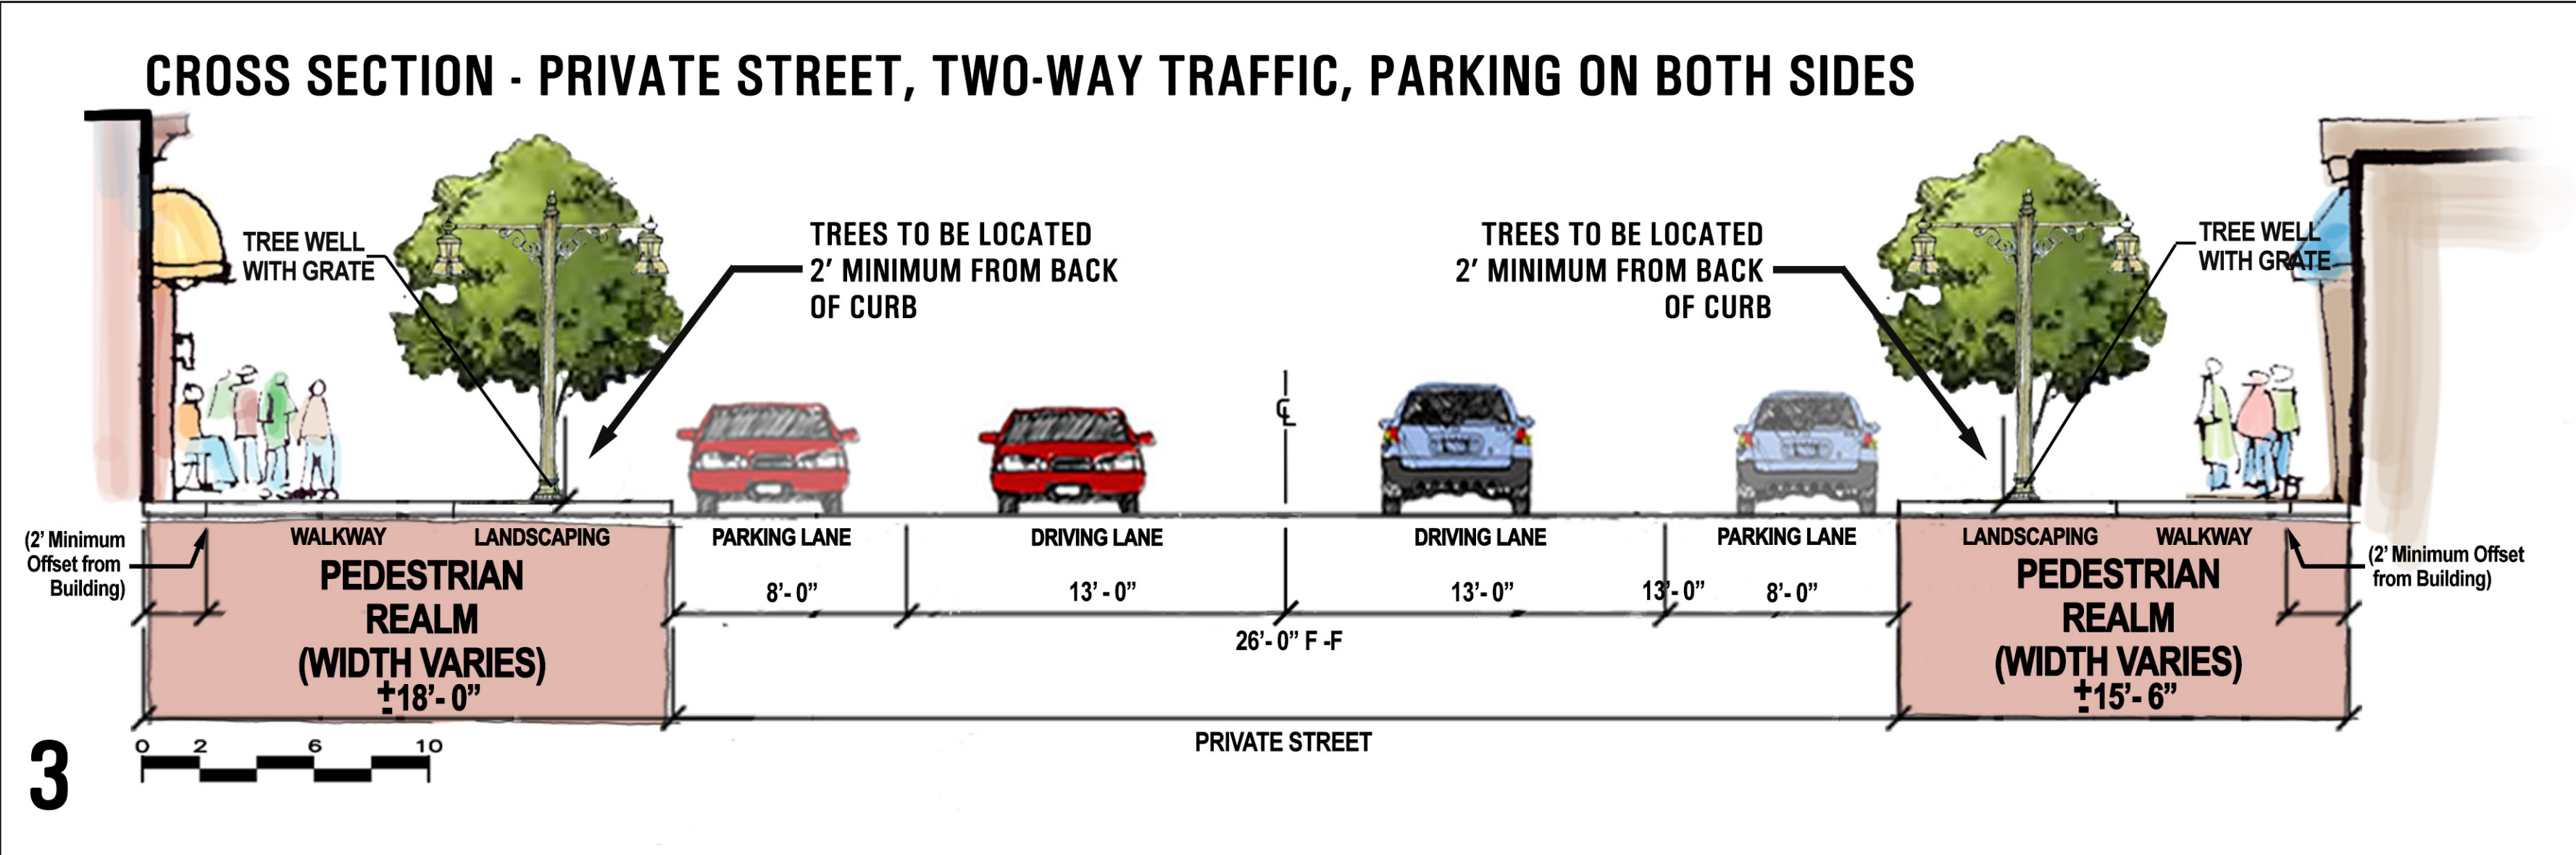 CROSS SECTION - PRIVATE STREET, TWO-WAY TRAFFIC, PARKING ON BOTH SIDES
TREE WELL
WITH GRATE
TREES TO BE LOCATED
2’ MINIMUM FROM BACK
OF CURB
TREES TO BE LOCATED
2’ MINIMUM FROM BACK
OF CURB
TREE WELL
WITH GRATE
CL
(2’ Minimum
Offset from
Building)
WALKWAY
LANDSCAPING
PEDESTRIAN
REALM
(WIDTH VARIES)
±18’- 0”
PARKING LANE
8’- 0”
DRIVING LANE
13’ - 0”
DRIVING LANE
13’- 0”
13’- 0”
PARKING LANE
8’- 0”
26’- 0” F -F
LANDSCAPING
WALKWAY
PEDESTRIAN
REALM
(WIDTH VARIES)
±15’- 6”
(2’ Minimum Offset
from Building)
PRIVATE STREET
0 2 6 10
3